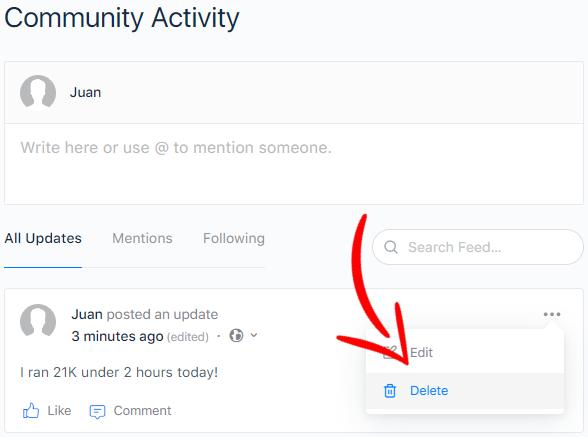 Community Activity
Juan
Write here or use @ to mention someone.
All Updates Mentions Following Search Feed...
Juan posted an update
3 minutes ago (edited) ·
Edit
I ran 21K under 2 hours today!
Delete
Like Comment